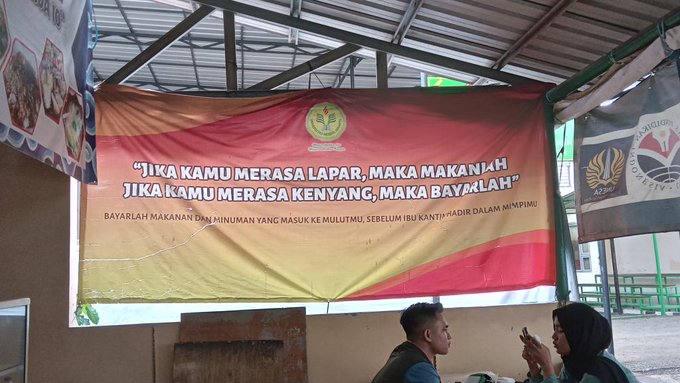 "JIKA KAMU MERASA LAPAR, MAKA MAKANLAH
JIKA KAMU MERASA KENYANG, MAKA BAYARLAH"
BAYARLAH MAKANAN DAN MINUMAN YANG MASUK KE MULUTMU, SEBELUM IBU KANTIN HADIR DALAM MIMPIMU
UNESA